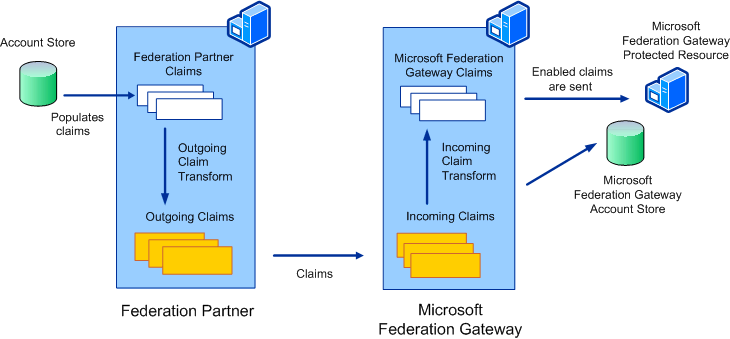 Account Store
Populates
claims
Federation Partner
Claims
Outgoing
Claim
Transform
Outgoing Claims
Federation Partner
Claims
Microsoft Federation
Gateway Claims
Incoming
Claim
Transform
Incoming Claims
Microsoft
Federation Gateway
Enabled claims
are sent
Microsoft
Federation Gateway
Protected Resource
Microsoft
Federation Gateway
Account Store